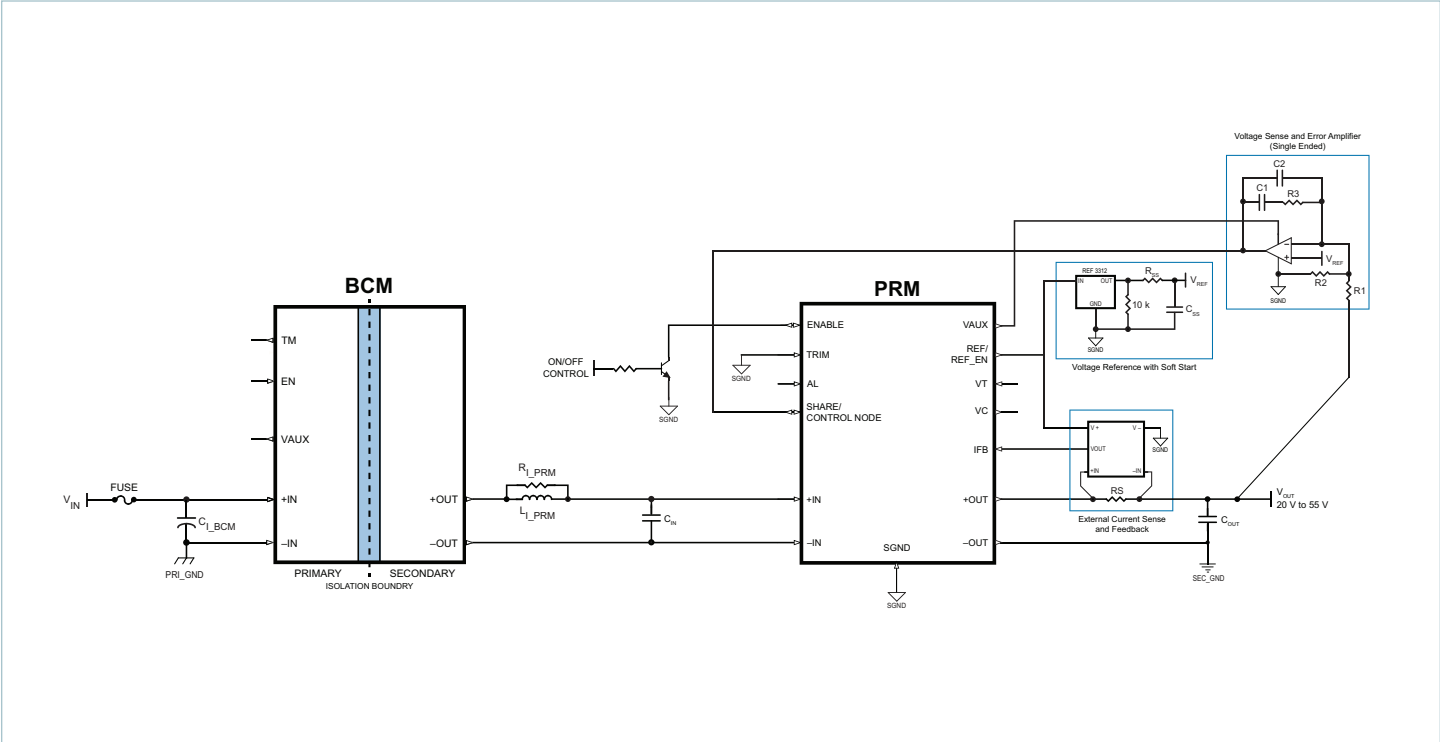 Voltage Sense and Error Amplifier
(Single Ended)
C2
C1
R3
–
+
V_REF
R2
SGND
R1
REF 3312
IN
OUT
GND
R_SS
V_REF
10 k
C_SS
SGND
Voltage Reference with Soft Start
BCM
TM
EN
VAUX
+IN
–IN
+OUT
–OUT
PRIMARY
SECONDARY
ISOLATION BOUNDRY
V_IN
FUSE
C_I_BCM
PRI_GND
R_I_PRM
L_I_PRM
C_IN
ON/OFF
CONTROL
SGND
SGND
PRM
ENABLE
TRIM
AL
SHARE/
CONTROL NODE
+IN
–IN
VAUX
REF/
REF_EN
VT
VC
IFB
+OUT
–OUT
SGND
SGND
V +
V –
VOUT
+IN
–IN
SGND
RS
External Current Sense
and Feedback
C_OUT
SEC_GND
V_OUT
20 V to 55 V